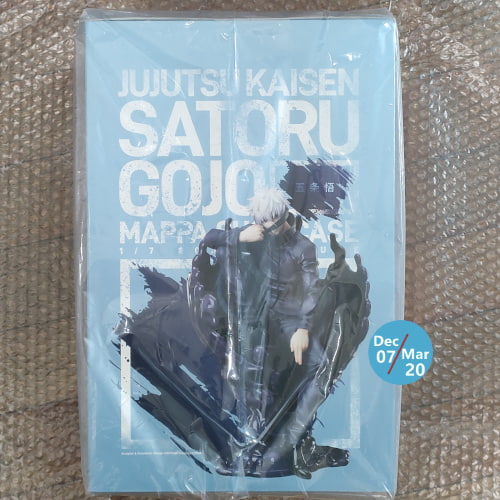 JUJUTSU KAISEN
SATORU
GOJO
五条悟
MAPPA
Dec
07/Mar
20